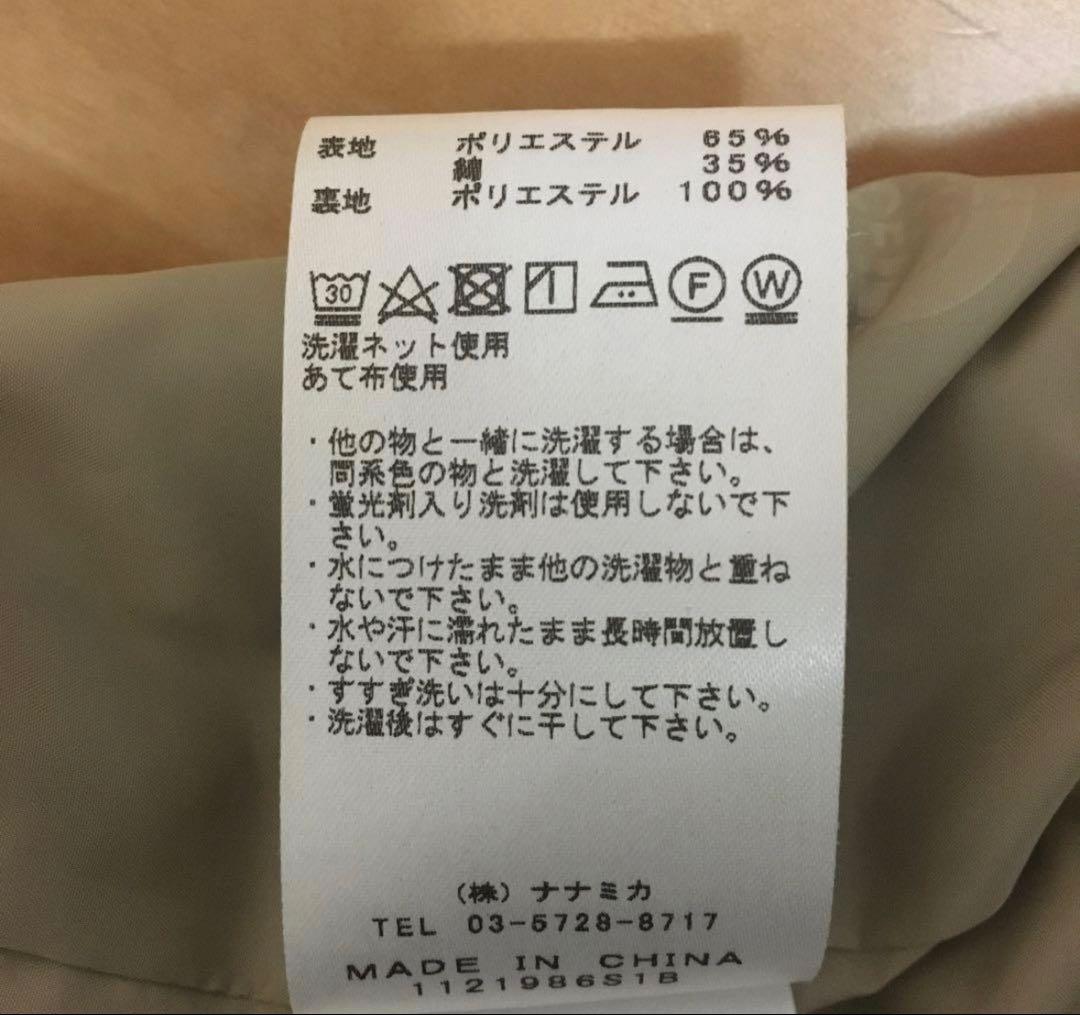 表地 ポリエステル 65%
綿 35%
裏地 ポリエステル 100%
30 F W
洗濯ネット使用
あて布使用
・他の物と一緒に洗濯する場合は、
同系色の物と洗濯して下さい。
・蛍光剤入り洗剤は使用しないで下
さい。
・水につけたまま他の洗濯物と重ね
ないで下さい。
・水や汗に濡れたまま長時間放置し
ないで下さい。
・すすぎ洗いは十分にして下さい。
・洗濯後はすぐに干して下さい。
(株)ナナミカ
TEL 03-5728-8717
MADE IN CHINA
1121986S1B